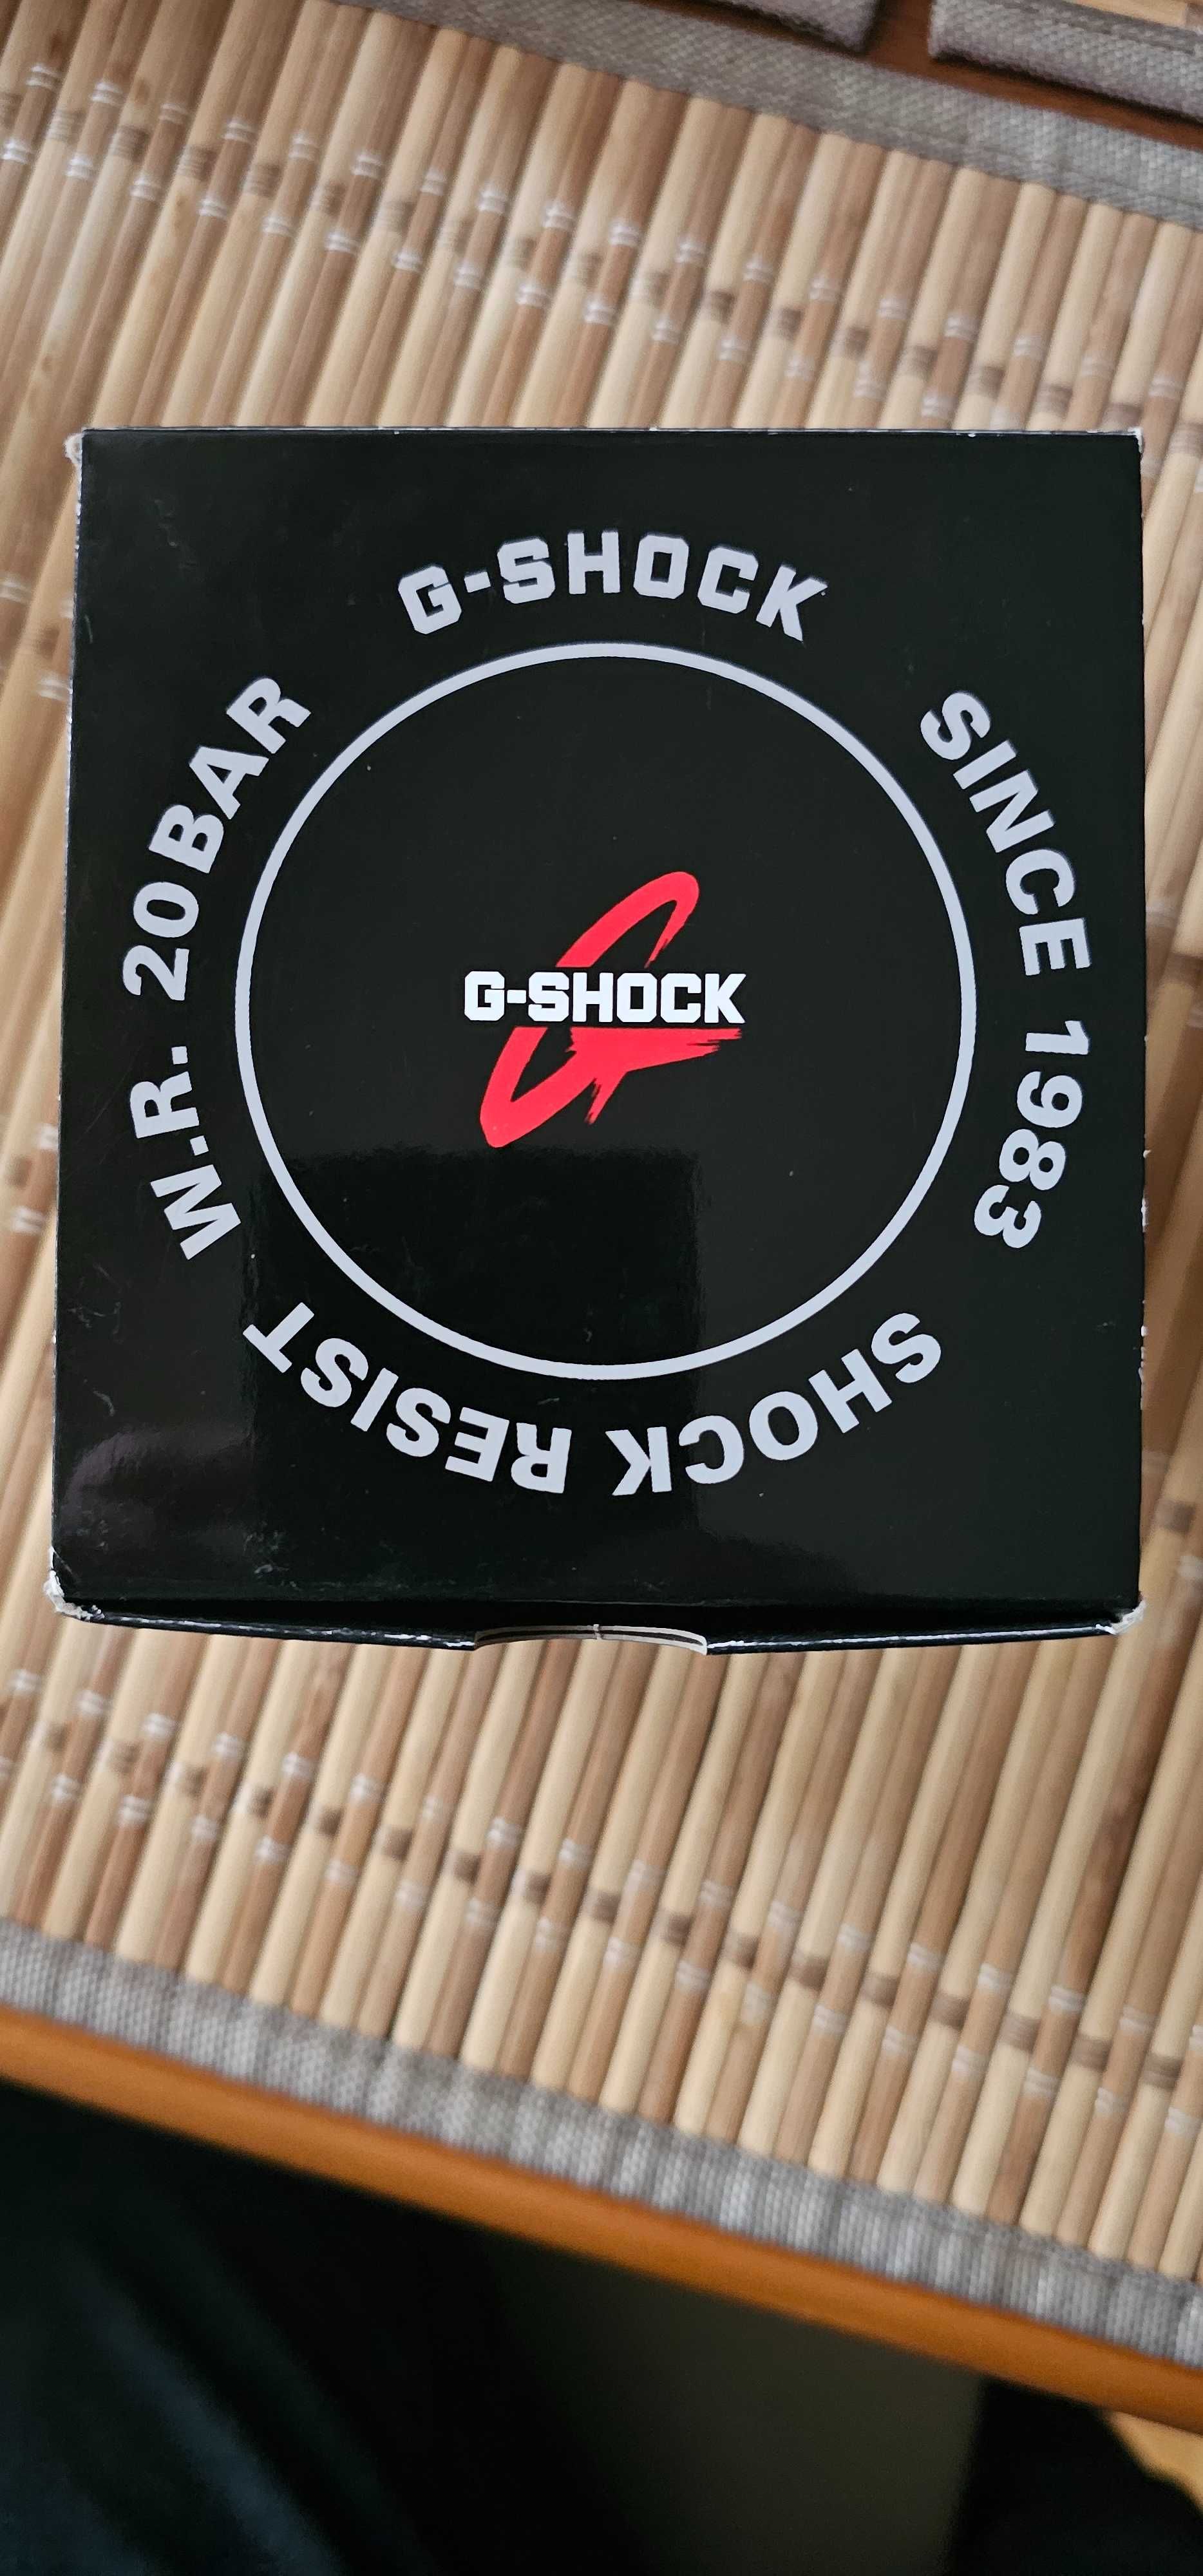 G-SHOCK
SINCE 1983
SHOCK RESIST
W.R. 20BAR
G-SHOCK